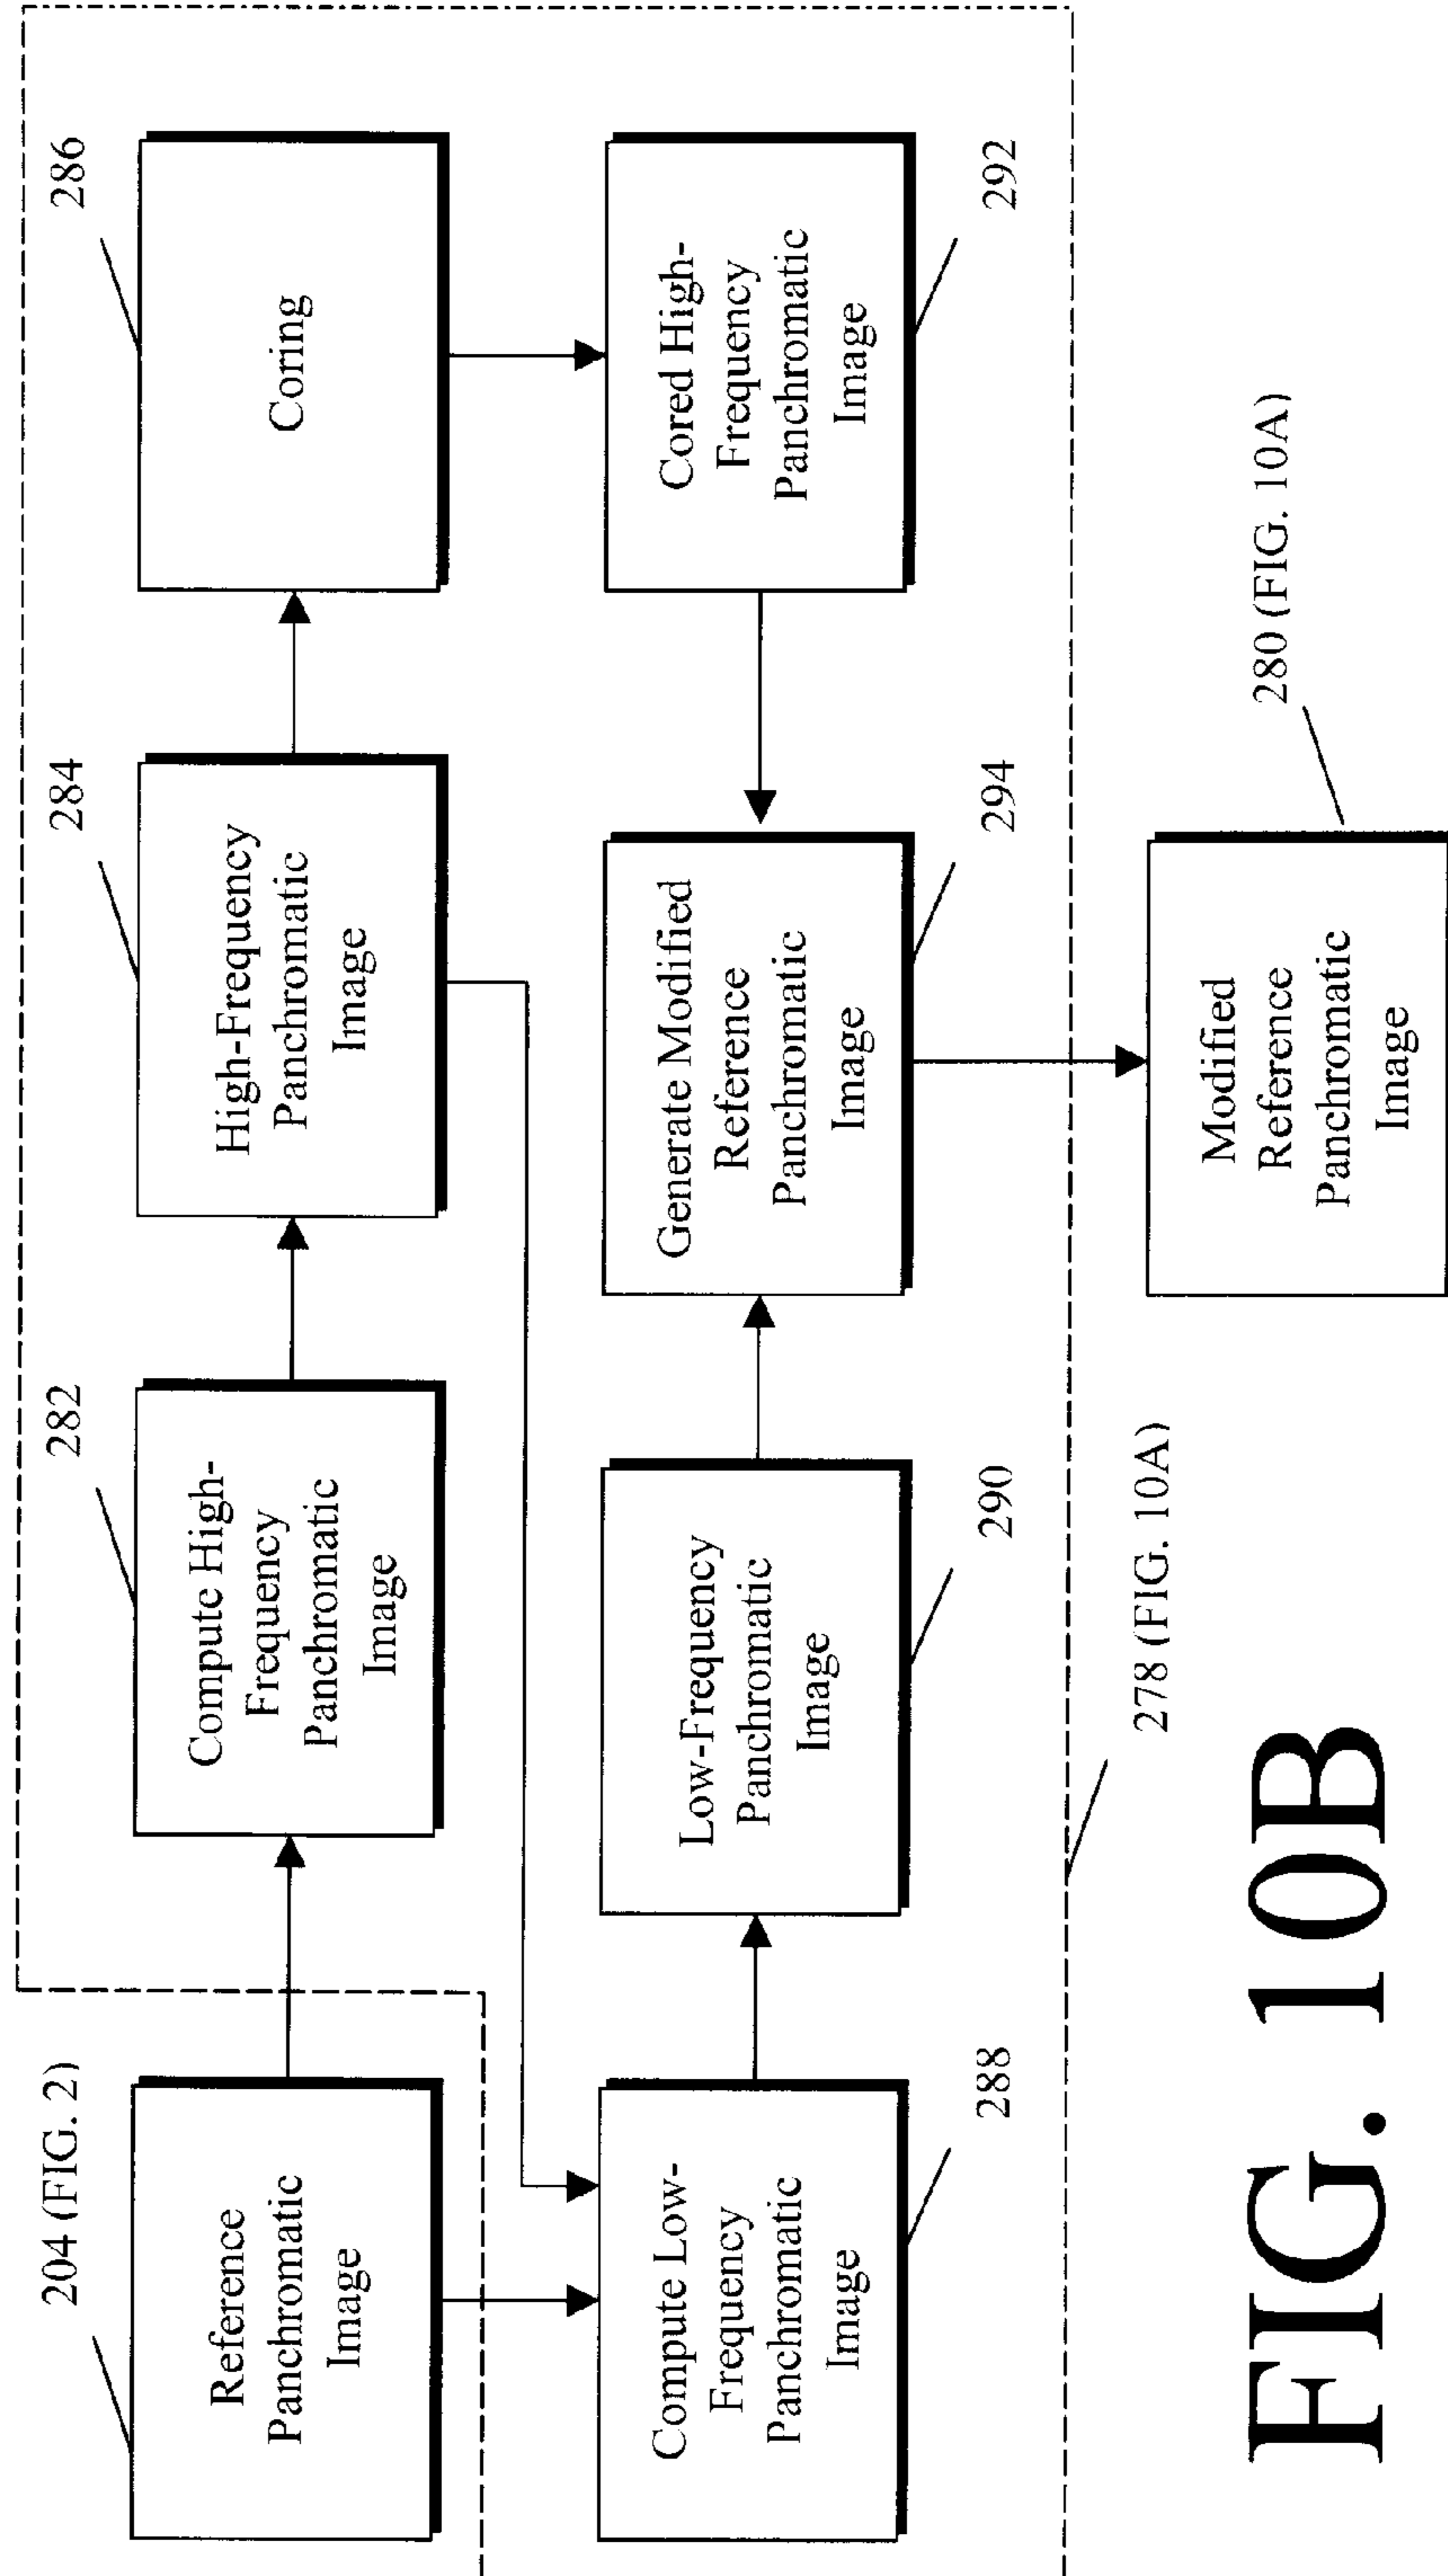 204 (FIG. 2)
Reference
Panchromatic
Image
282
Compute High-
Frequency
Panchromatic
Image
284
High-Frequency
Panchromatic
Image
286
Coring
Compute Low-
Frequency
Panchromatic
Image
288
Low-Frequency
Panchromatic
Image
290
Generate Modified
Reference
Panchromatic
Image
294
Cored High-
Frequency
Panchromatic
Image
292
278 (FIG. 10A)
Modified
Reference
Panchromatic
Image
280 (FIG. 10A)
FIG. 10B